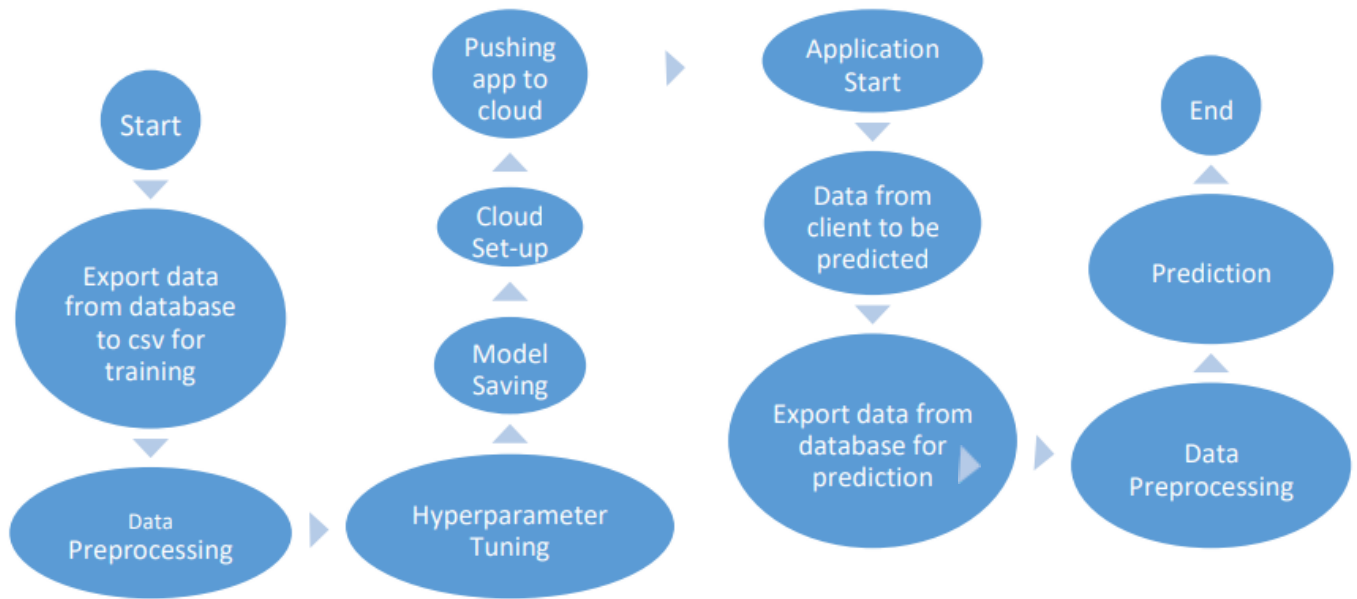 Start
Export data
from database
to csv for
training
Data
Preprocessing
Hyperparameter
Tuning
Model
Saving
Cloud
Set-up
Pushing
app to
cloud
Application
Start
Data from
client to be
predicted
Export data from
database for
prediction
Data
Preprocessing
Prediction
End